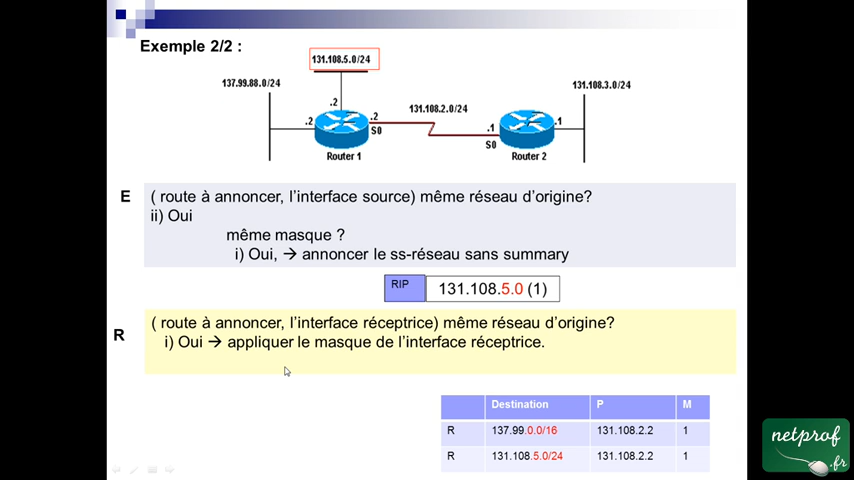 Exemple 2/2 :
131.108.5.0/24
137.99.88.0/24
131.108.3.0/24
131.108.2.0/24
.2
.2
.2
.1
.1
S0
S0
Router 1
Router 2
E
( route à annoncer, l'interface source) même réseau d'origine?
ii) Oui
même masque ?
i) Oui, → annoncer le ss-réseau sans summary
RIP
131.108.5.0 (1)
R
( route à annoncer, l'interface réceptrice) même réseau d'origine?
i) Oui → appliquer le masque de l'interface réceptrice.
Destination P M
R 137.99.0.0/16 131.108.2.2 1
R 131.108.5.0/24 131.108.2.2 1
netprof
.fr